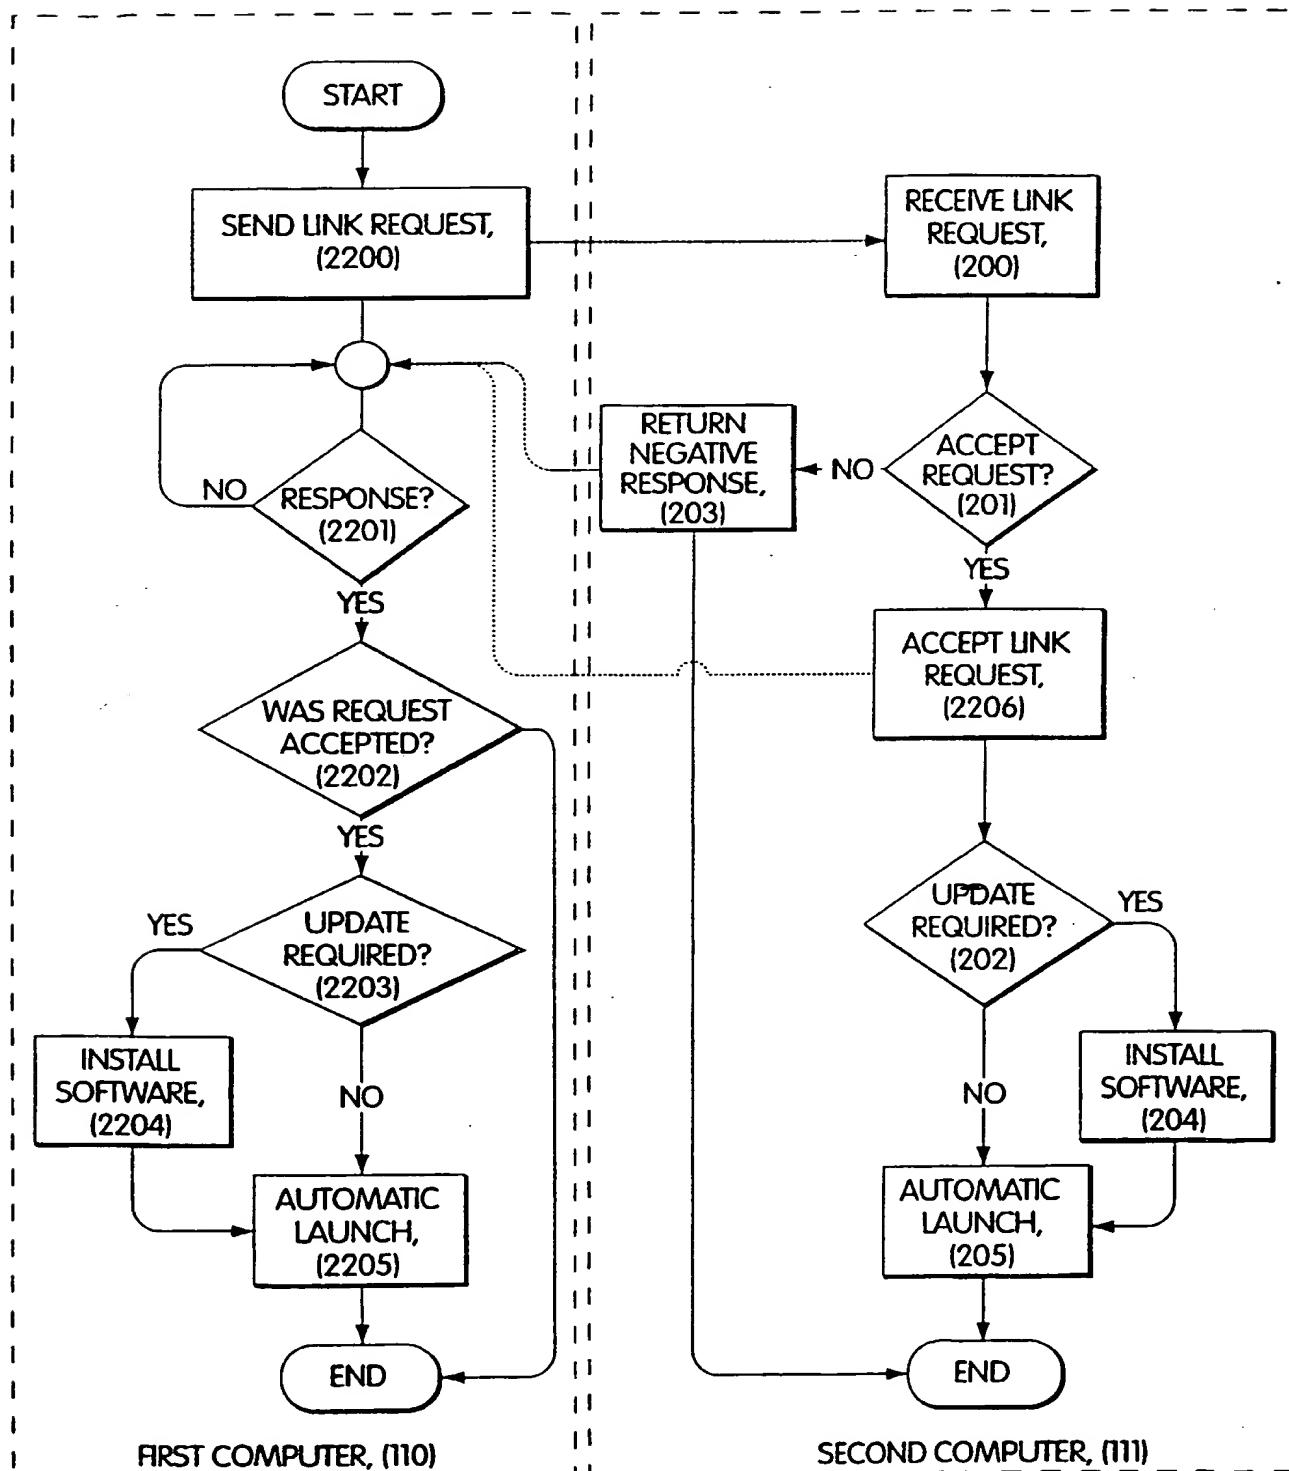 START
SEND LINK REQUEST,
(2200)
RESPONSE?
(2201)
NO
YES
WAS REQUEST
ACCEPTED?
(2202)
YES
UPDATE
REQUIRED?
(2203)
YES
INSTALL
SOFTWARE,
(2204)
NO
AUTOMATIC
LAUNCH,
(2205)
END
FIRST COMPUTER, (110)
RECEIVE LINK
REQUEST,
(200)
ACCEPT
REQUEST?
(201)
NO
RETURN
NEGATIVE
RESPONSE,
(203)
YES
ACCEPT LINK
REQUEST,
(2206)
UPDATE
REQUIRED?
(202)
YES
INSTALL
SOFTWARE,
(204)
NO
AUTOMATIC
LAUNCH,
(205)
END
SECOND COMPUTER, (111)